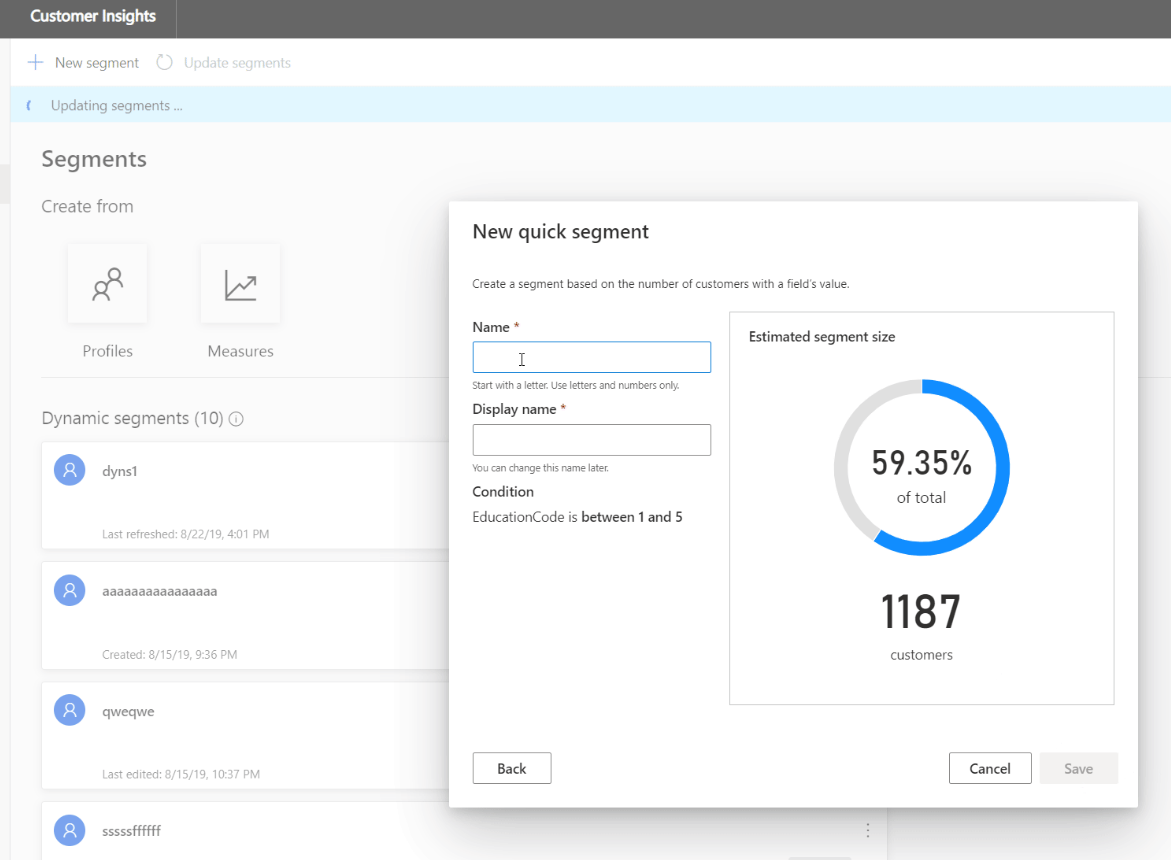 Customer Insights
New segment
Update segments
Updating segments ...
Segments
Create from
Profiles
Measures
Dynamic segments (10)
dyns1
Last refreshed: 8/22/19, 4:01 PM
aaaaaaaaaaaaaaaa
Created: 8/15/19, 9:36 PM
qweqwe
Last edited: 8/15/19, 10:37 PM
sssssffffff
New quick segment
Create a segment based on the number of customers with a field's value.
Name *
Start with a letter. Use letters and numbers only.
Display name *
You can change this name later.
Condition
EducationCode is between 1 and 5
Estimated segment size
59.35%
of total
1187
customers
Back
Cancel
Save